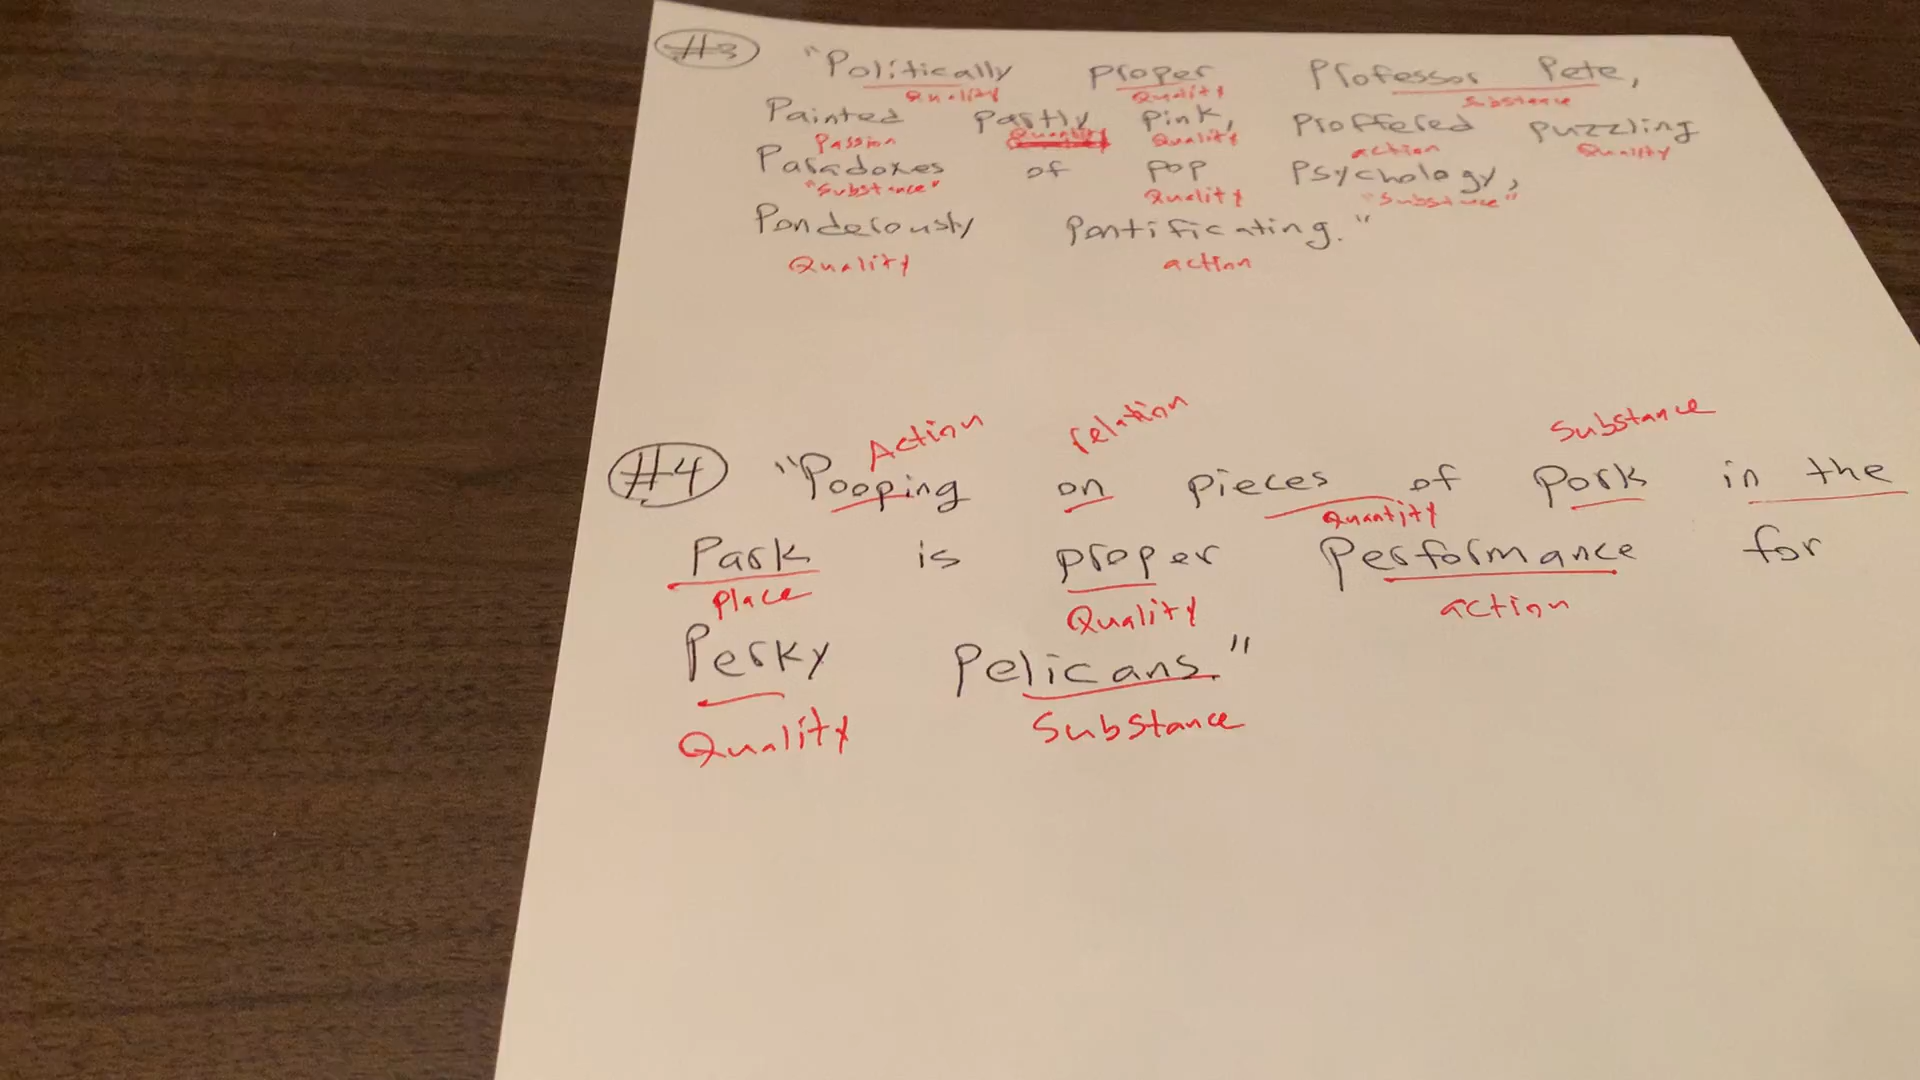 #3 "Politically proper Professor Pete,
Quality Quality Substance
Painted partly pink, proffered puzzling
Passion Quantity Quality action Quality
Paradoxes of pop psychology,
"Substance" Quality "Substance"
Ponderously pontificating."
Quality action
Action relation Substance
#4 "Pooping on pieces of pork in the
Quantity
Park is proper performance for
place Quality action
Perky Pelicans."
Quality Substance